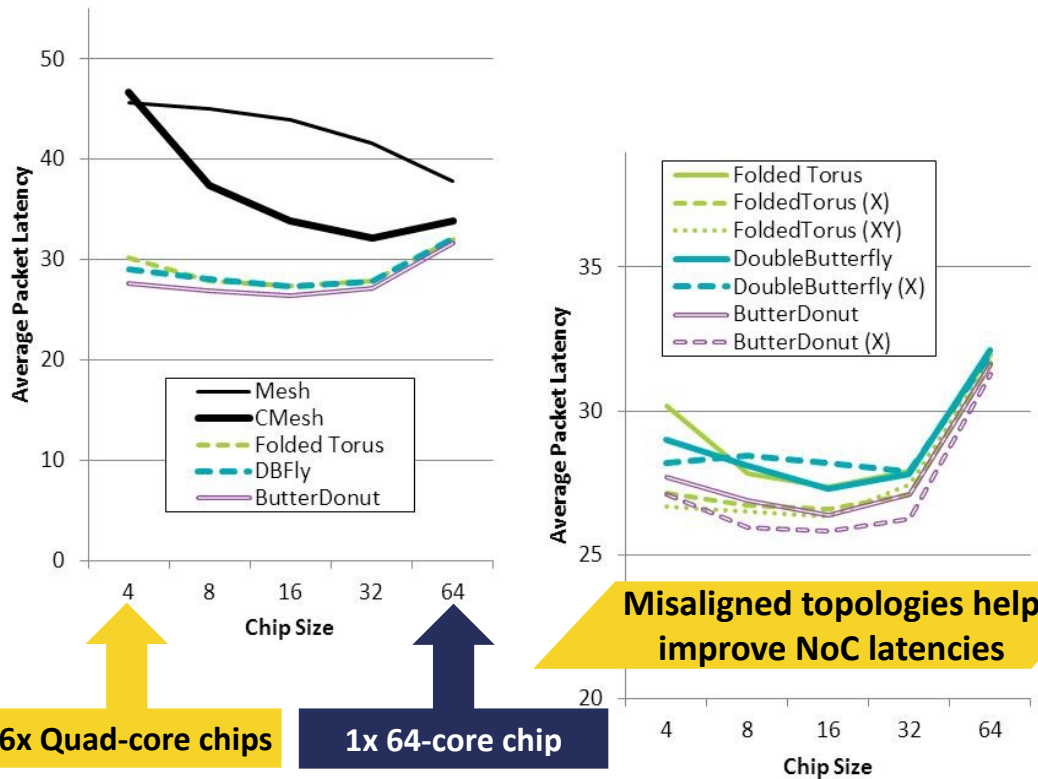 50
40
30
20
10
0
Average Packet Latency
Mesh
CMesh
Folded Torus
DBFly
ButterDonut
4 8 16 32 64
Chip Size
6x Quad-core chips
1x 64-core chip
35
30
25
20
Average Packet Latency
Folded Torus
FoldedTorus (X)
FoldedTorus (XY)
DoubleButterfly
DoubleButterfly (X)
ButterDonut
ButterDonut (X)
Misaligned topologies help
improve NoC latencies
4 8 16 32 64
Chip Size